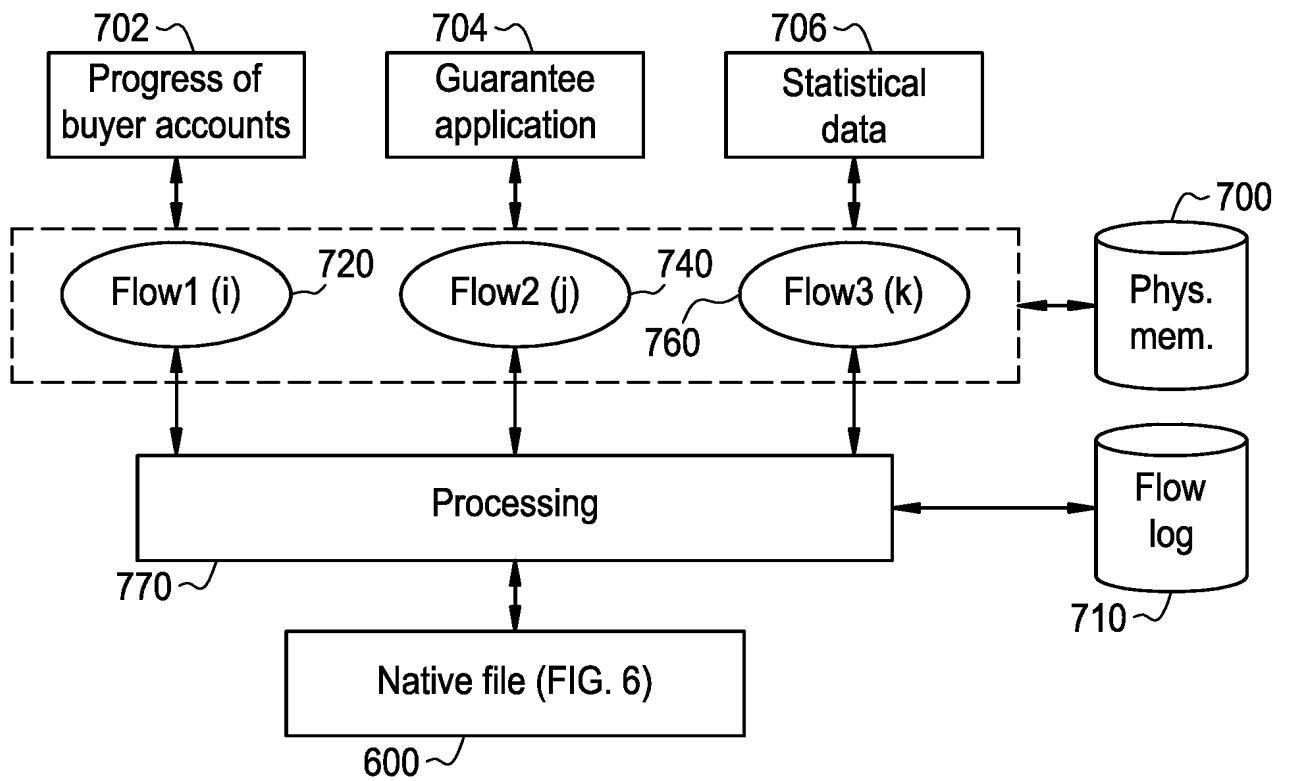 702
704
706
Progress of
buyer accounts
Guarantee
application
Statistical
data
700
Flow1 (i)
720
Flow2 (j)
740
760
Flow3 (k)
Phys.
mem.
Processing
770
Flow
log
710
Native file (FIG. 6)
600